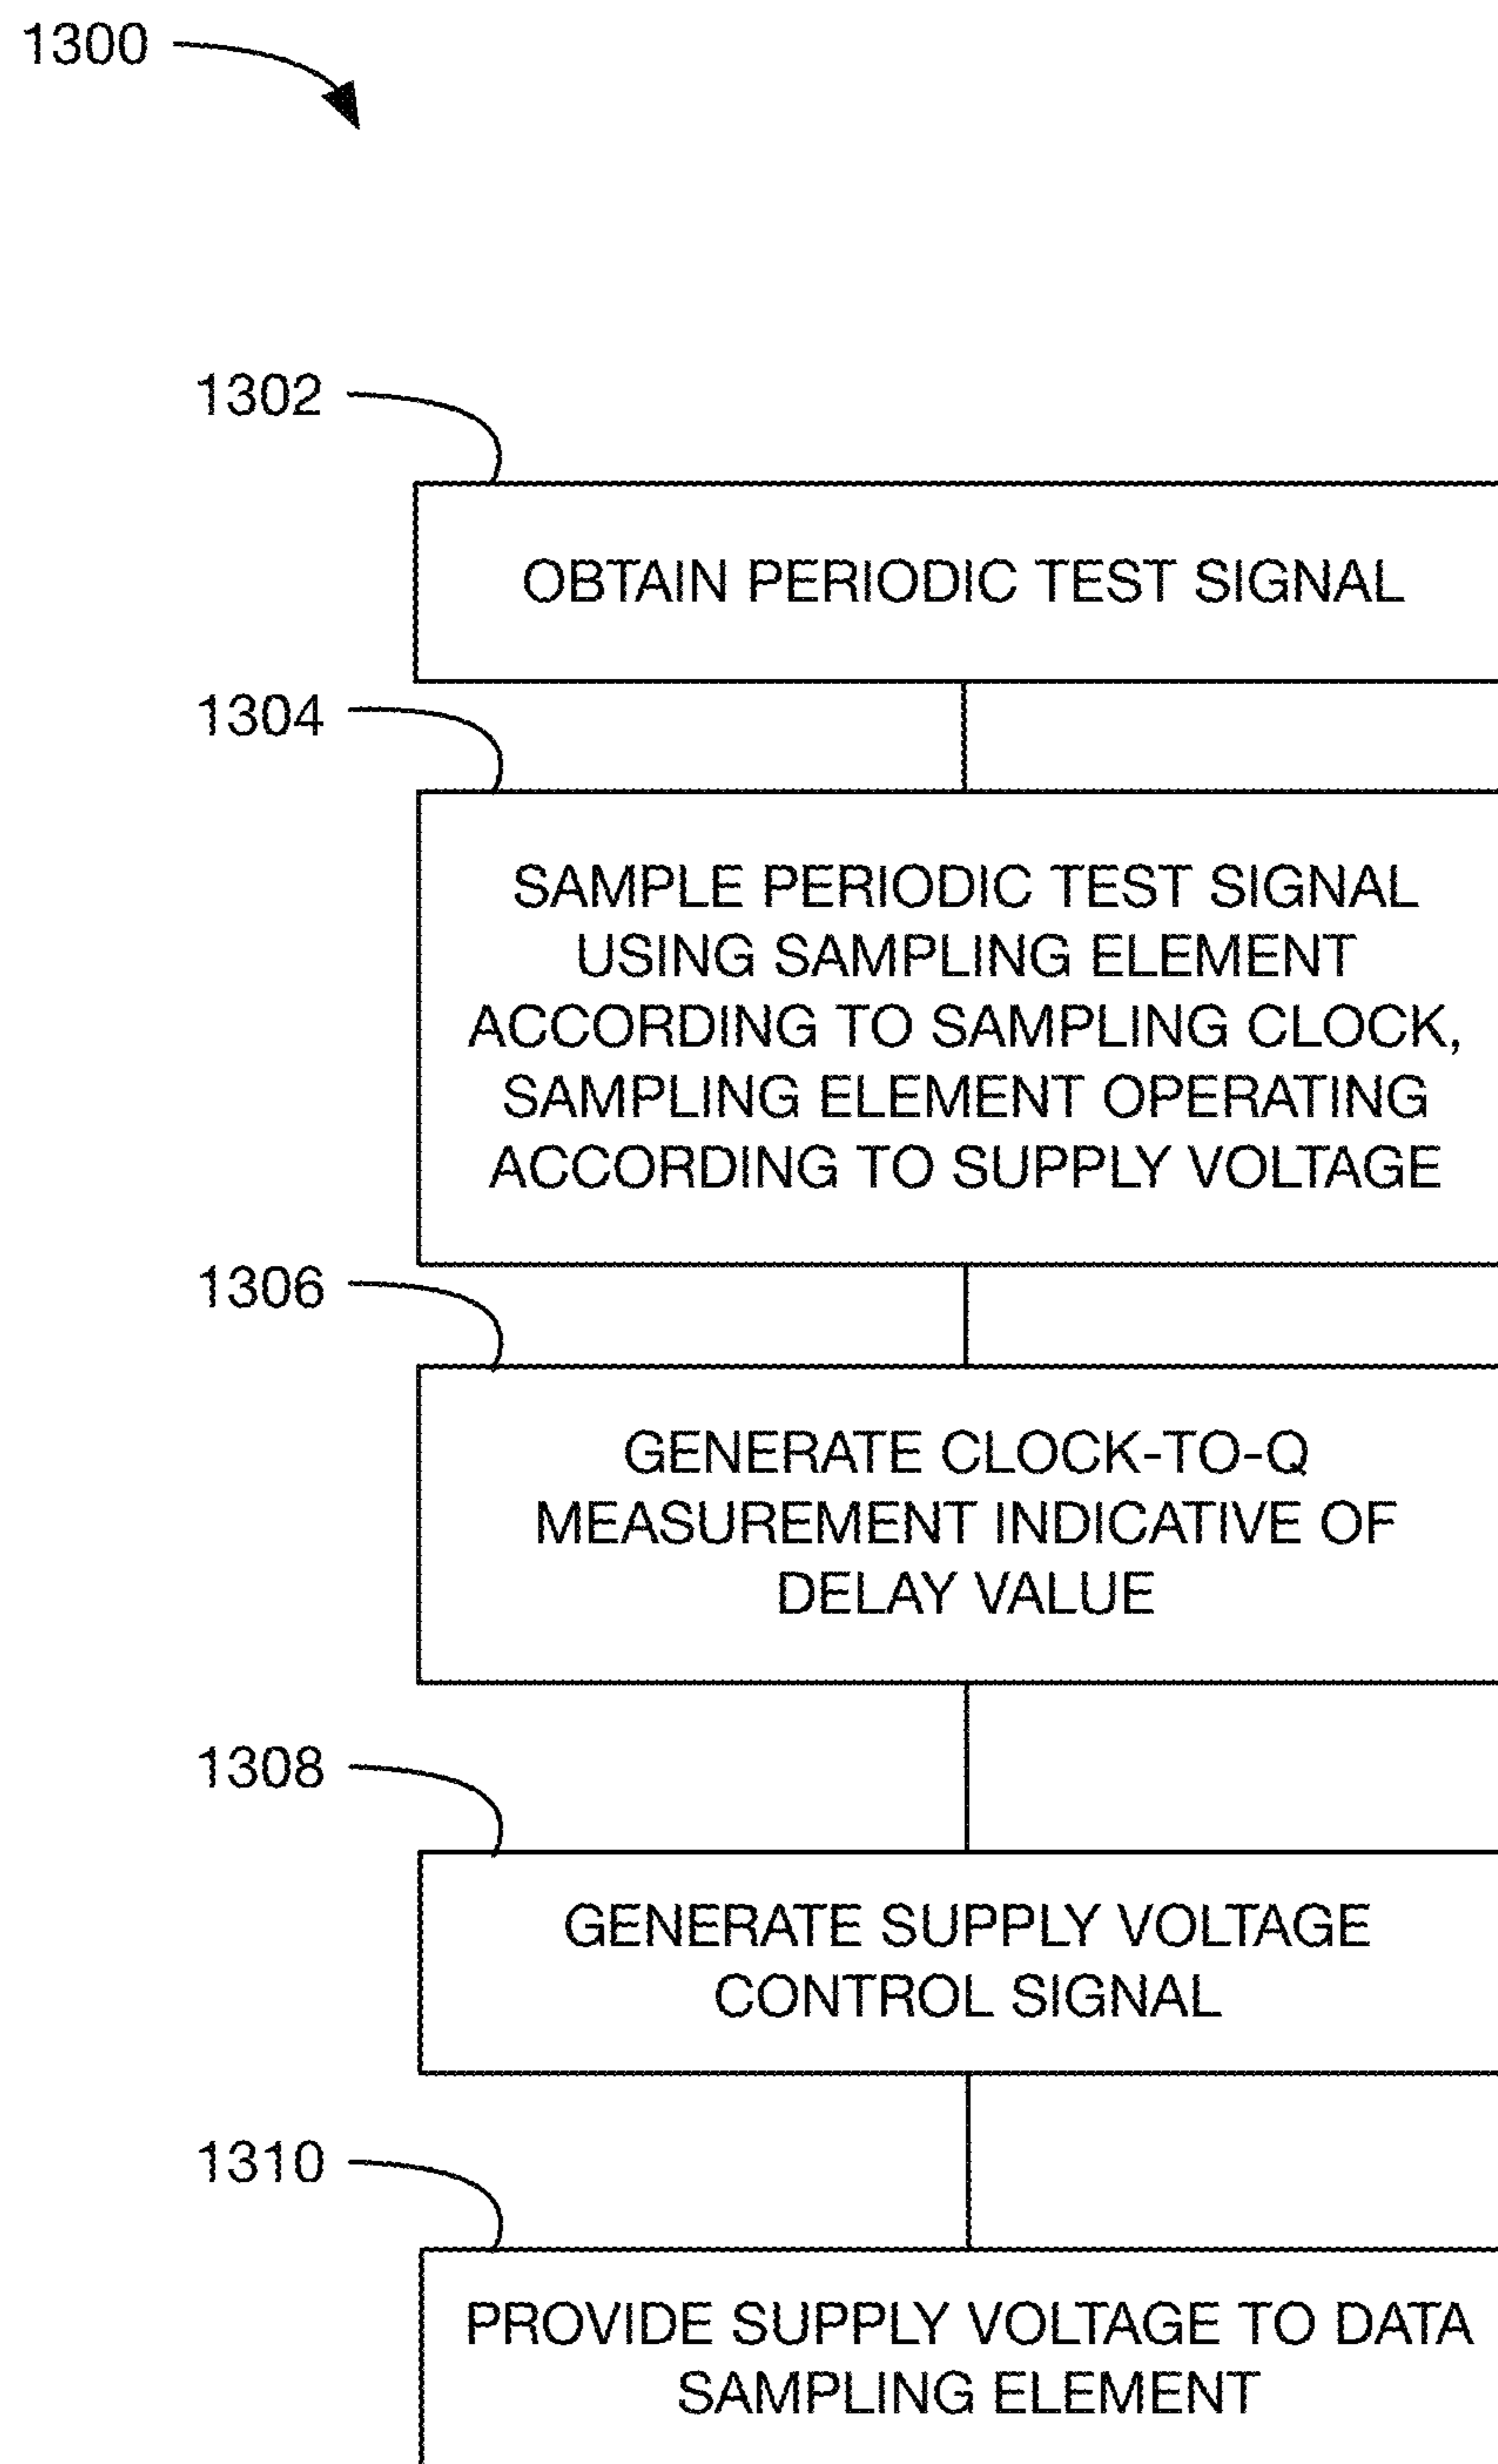 1300
1302
OBTAIN PERIODIC TEST SIGNAL
1304
SAMPLE PERIODIC TEST SIGNAL
USING SAMPLING ELEMENT
ACCORDING TO SAMPLING CLOCK,
SAMPLING ELEMENT OPERATING
ACCORDING TO SUPPLY VOLTAGE
1306
GENERATE CLOCK-TO-Q
MEASUREMENT INDICATIVE OF
DELAY VALUE
1308
GENERATE SUPPLY VOLTAGE
CONTROL SIGNAL
1310
PROVIDE SUPPLY VOLTAGE TO DATA
SAMPLING ELEMENT